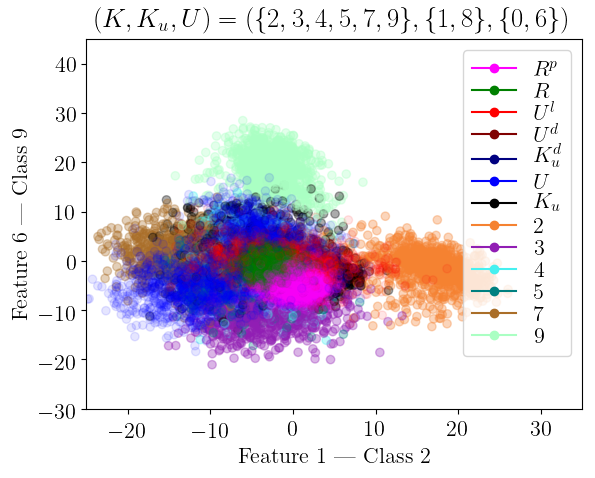 (K, K_u, U) = ({2, 3, 4, 5, 7, 9}, {1, 8}, {0, 6})
Feature 6 — Class 9
40
30
20
10
0
−10
−20
−30
−20
−10
0
10
20
30
Feature 1 — Class 2
R^p
R
U^l
U^d
K_u^d
U
K_u
2
3
4
5
7
9